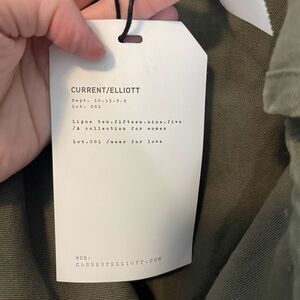 CURRENT/ELLIOTT
Dept. 10-15-9-5
Lot. 001
Ligne ten.fifteen.nine.five
/A collection for women
Lot.001 /wear for love
WEB:
CURRENTELLIOTT.COM